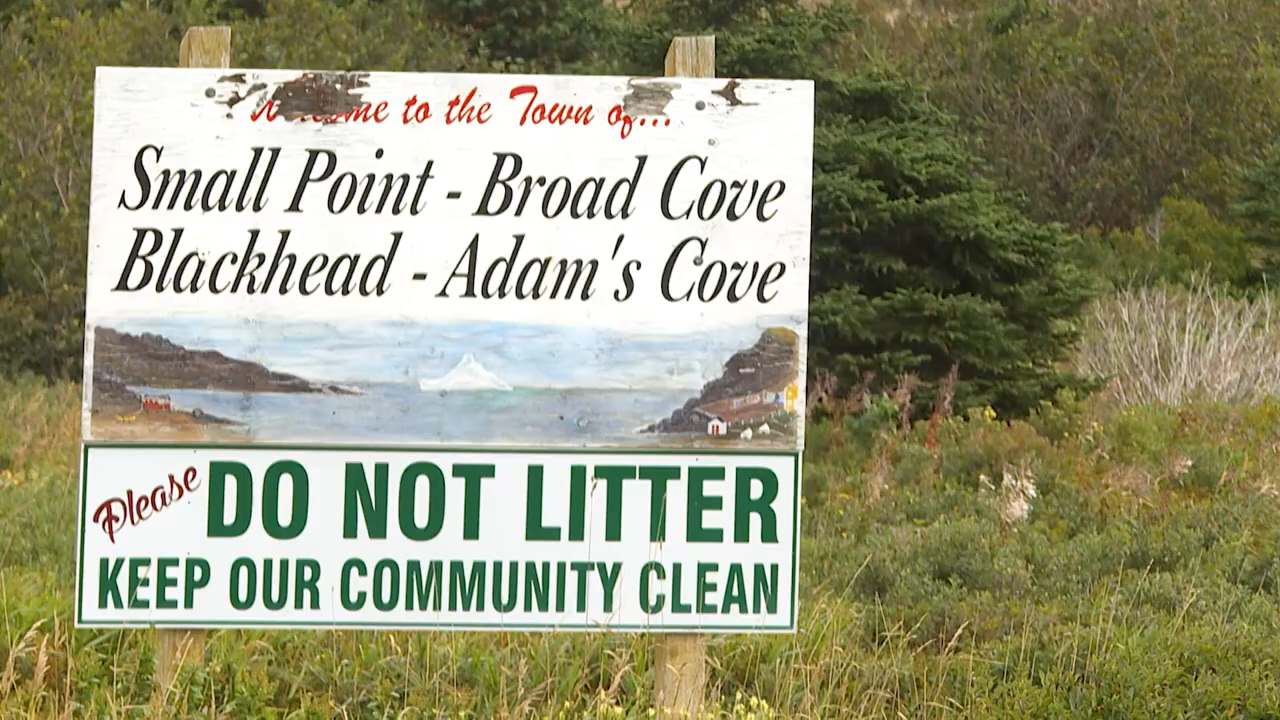 to the Town of...
Small Point - Broad Cove
Blackhead - Adam's Cove
Please DO NOT LITTER
KEEP OUR COMMUNITY CLEAN